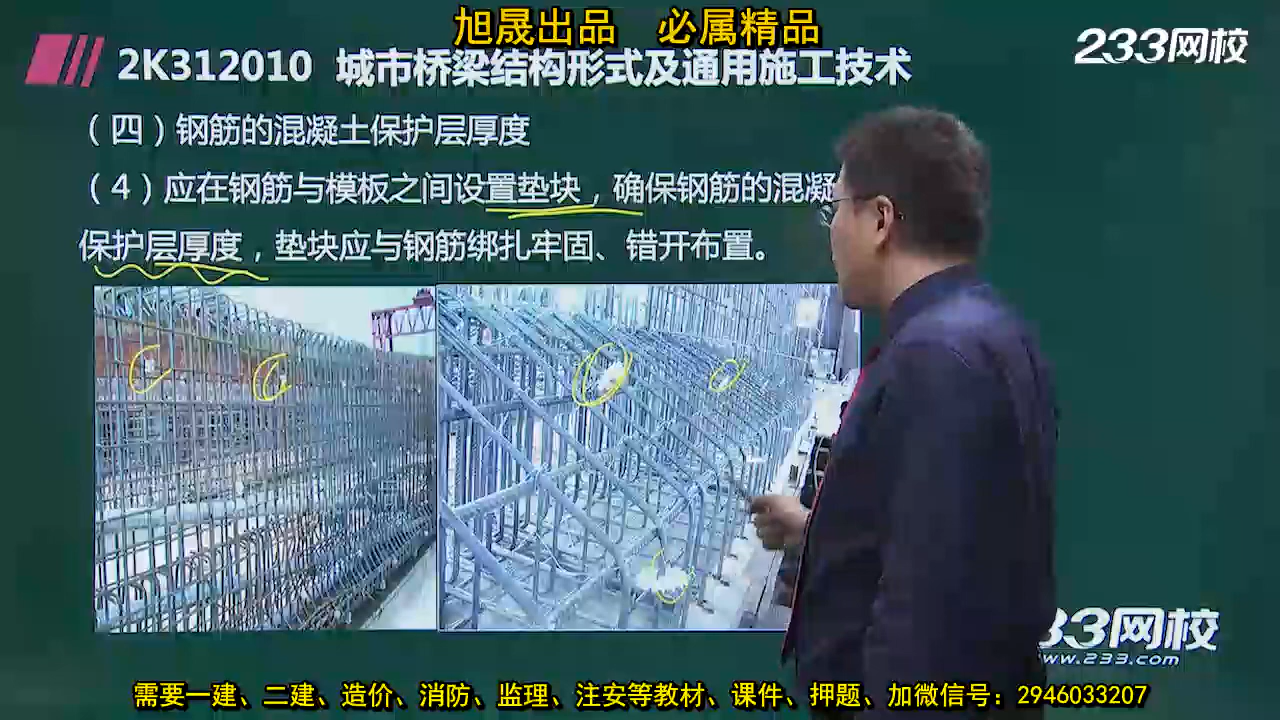 旭晟出品 必属精品
233网校
2K312010 城市桥梁结构形式及通用施工技术
（四）钢筋的混凝土保护层厚度
（4）应在钢筋与模板之间设置垫块，确保钢筋的混凝
保护层厚度，垫块应与钢筋绑扎牢固、错开布置。
33网校
www.233.com
需要一建、二建、造价、消防、监理、注安等教材、课件、押题、加微信号：2946033207